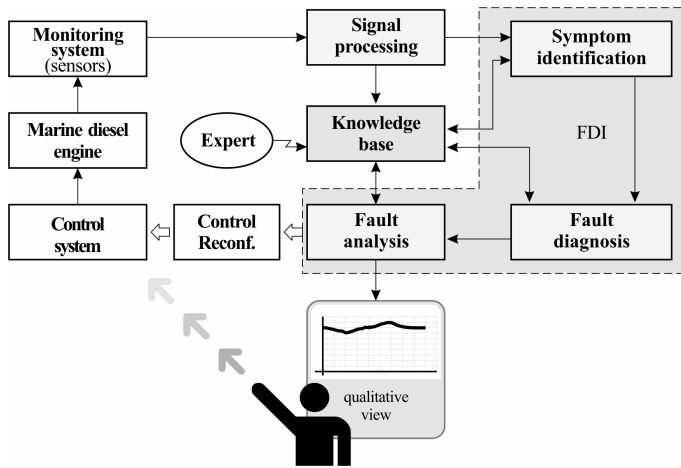 Monitoring
system
(sensors)
Signal
processing
Symptom
identification
Marine diesel
engine
Expert
Knowledge
base
FDI
Control
system
Control
Reconf.
Fault
analysis
Fault
diagnosis
qualitative
view